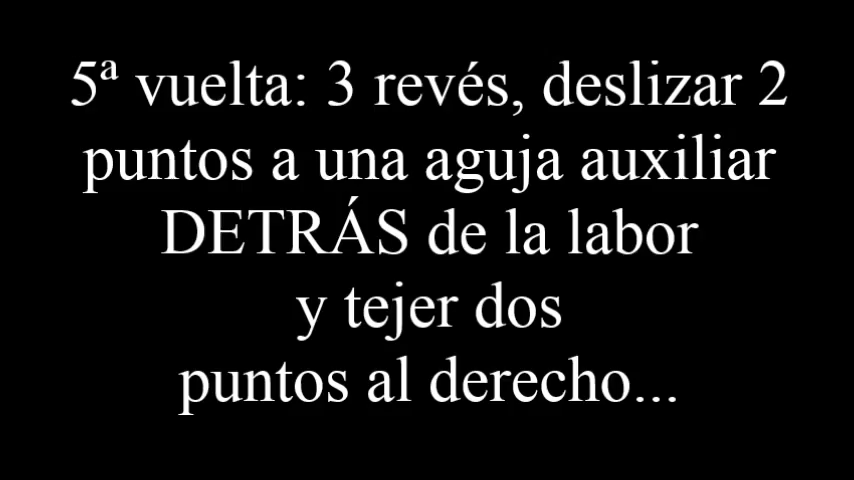 5ª vuelta: 3 revés, deslizar 2
puntos a una aguja auxiliar
DETRÁS de la labor
y tejer dos
puntos al derecho...